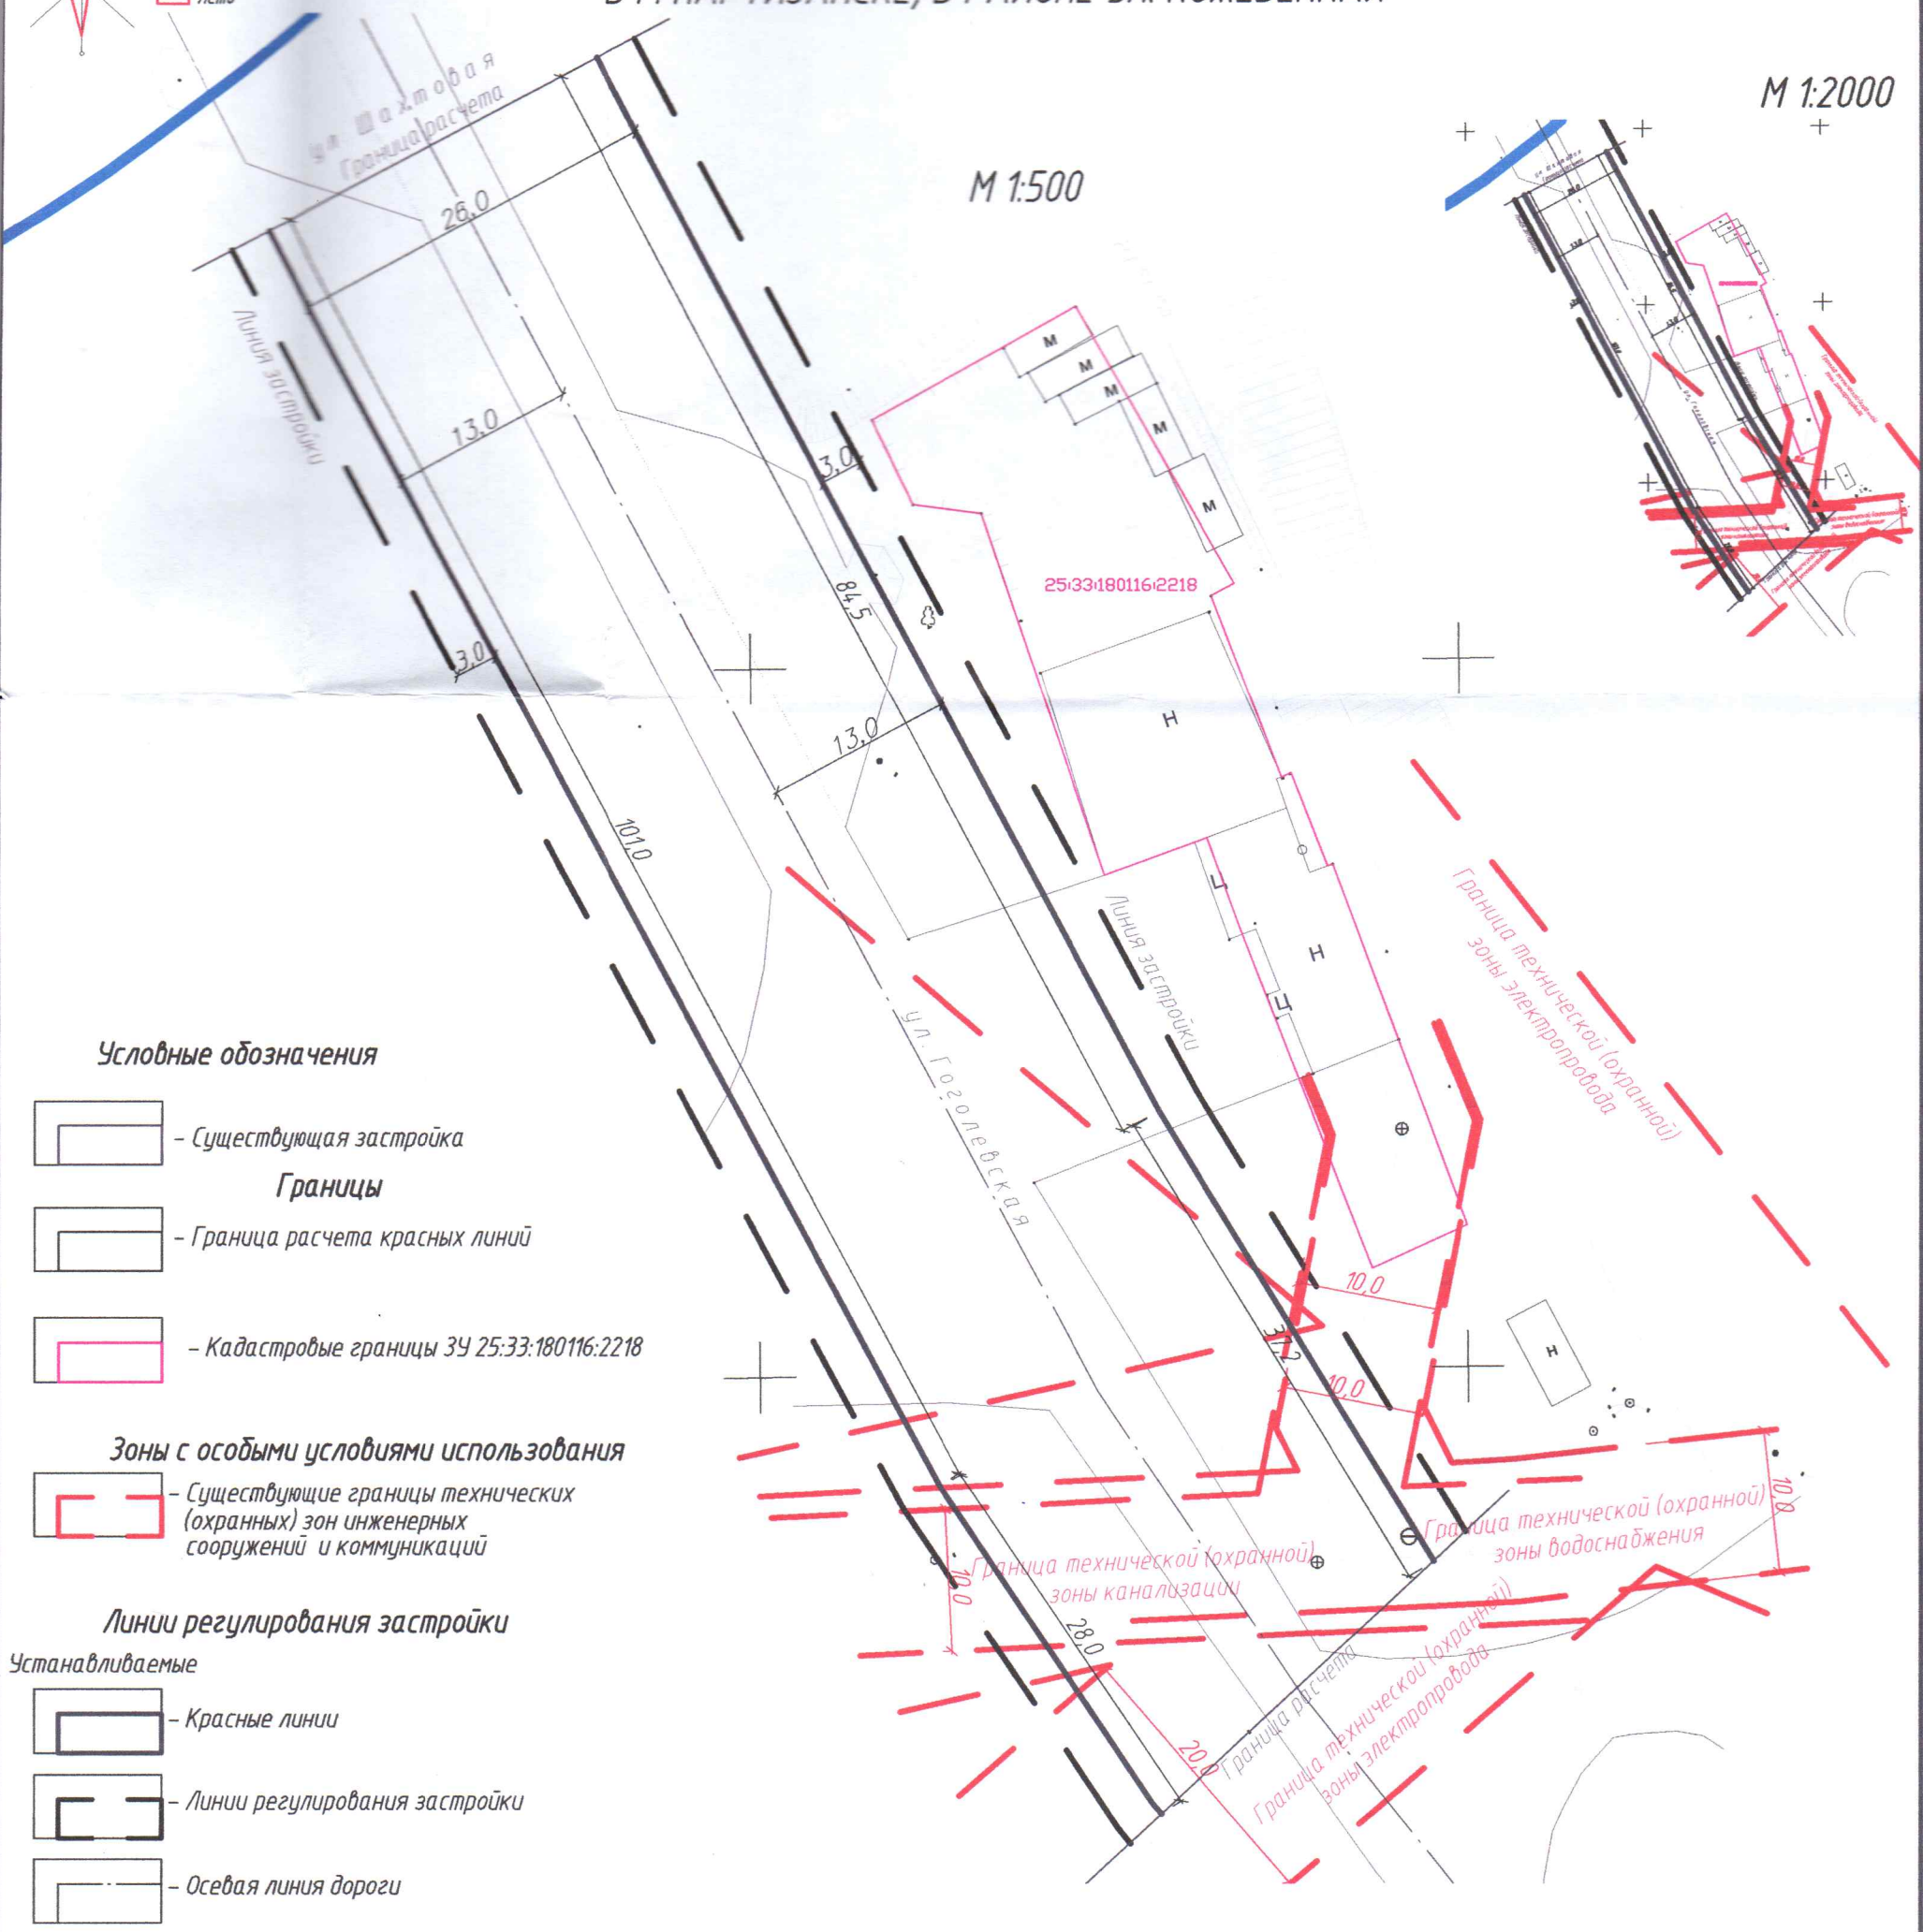 М 1:2000
М 1:500
ул. Шахтовая
Граница расчета
26,0
Линия застройки
13,0
3,0
М
М
М
М
М
84,5
25:33:180116:2218
3,0
Н
13,0
101,0
Ц
Линия застройки
Н
Ц
ул. Гоголевская
Граница технической (охранной)
зоны электропровода
10,0
37,2
10,0
Н
Граница технической (охранной)
зоны водоснабжения
10,0
Граница технической (охранной)
зоны канализации
10,0
28,0
20,0
Граница расчета
Граница технической (охранной)
зоны электропровода
Условные обозначения
- Существующая застройка
Границы
- Граница расчета красных линий
- Кадастровые границы ЗУ 25:33:180116:2218
Зоны с особыми условиями использования
- Существующие границы технических
(охранных) зон инженерных
сооружений и коммуникаций
Линии регулирования застройки
Устанавливаемые
- Красные линии
- Линии регулирования застройки
- Осевая линия дороги